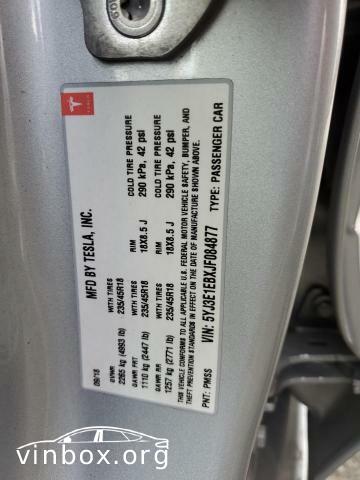 TESLA
MFD BY TESLA, INC.
COLD TIRE PRESSURE
09/18 WITH TIRES RIM 290 kPa, 42 psi
GVWR 235/45R18 18X8.5 J
2265 kg (4993 lb)
COLD TIRE PRESSURE
GAWR FRT WITH TIRES RIM 290 kPa, 42 psi
1110 kg (2447 lb) 235/45R18 18X8.5 J
GAWR RR WITH TIRES
1257 kg (2771 lb) 235/45R18
THIS VEHICLE CONFORMS TO ALL APPLICABLE U.S. FEDERAL MOTOR VEHICLE SAFETY, BUMPER, AND
THEFT PREVENTION STANDARDS IN EFFECT ON THE DATE OF MANUFACTURE SHOWN ABOVE.
VIN: 5YJ3E1EBXJF084877 TYPE: PASSENGER CAR
PNT: PMSS
vinbox.org